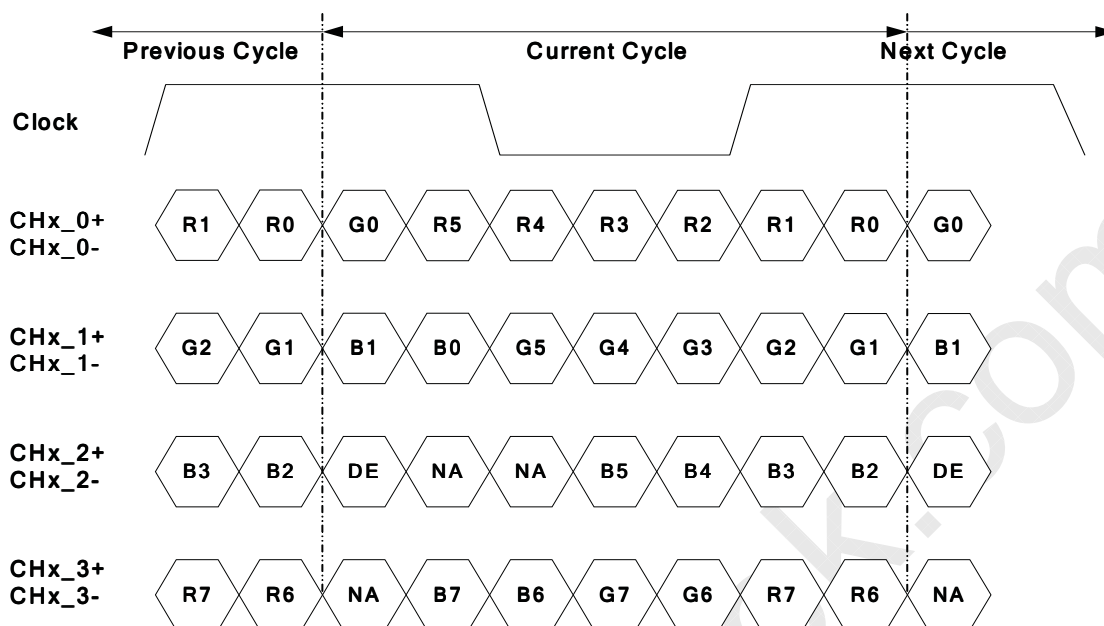 Previous Cycle Current Cycle Next Cycle
Clock
CHx_0+
CHx_0-
R1 R0 G0 R5 R4 R3 R2 R1 R0 G0
CHx_1+
CHx_1-
G2 G1 B1 B0 G5 G4 G3 G2 G1 B1
CHx_2+
CHx_2-
B3 B2 DE NA NA B5 B4 B3 B2 DE
CHx_3+
CHx_3-
R7 R6 NA B7 B6 G7 G6 R7 R6 NA
k.com